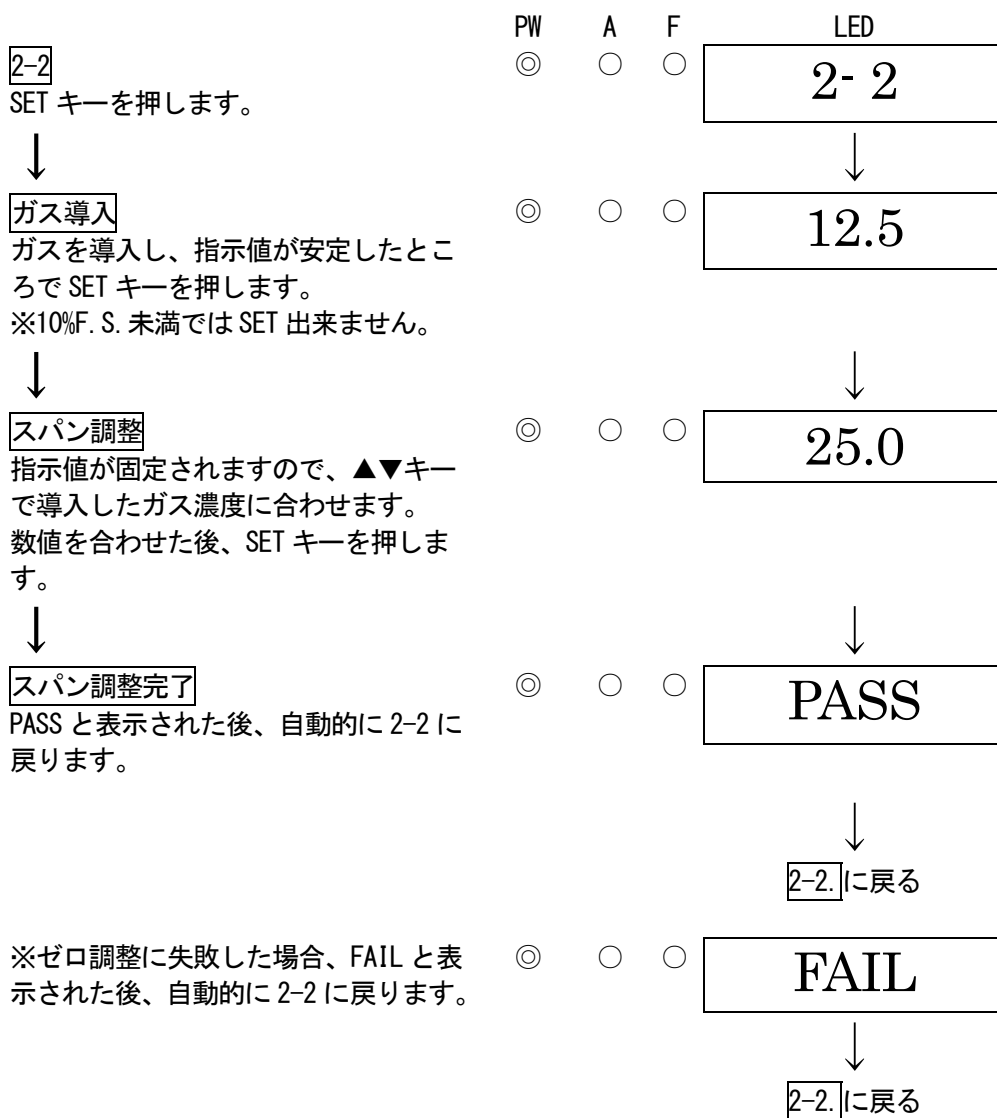 PW A F LED
2-2 ◎ ○ ○ 2- 2
SET キーを押します。
↓ ↓
ガス導入 ◎ ○ ○ 12.5
ガスを導入し、指示値が安定したとこ
ろで SET キーを押します。
※10%F.S.未満では SET 出来ません。
↓ ↓
スパン調整 ◎ ○ ○ 25.0
指示値が固定されますので、▲▼キー
で導入したガス濃度に合わせます。
数値を合わせた後、SET キーを押しま
す。
↓ ↓
スパン調整完了 ◎ ○ ○ PASS
PASS と表示された後、自動的に 2-2 に
戻ります。
↓
2-2.に戻る
※ゼロ調整に失敗した場合、FAIL と表 ◎ ○ ○ FAIL
示された後、自動的に 2-2 に戻ります。
↓
2-2.に戻る